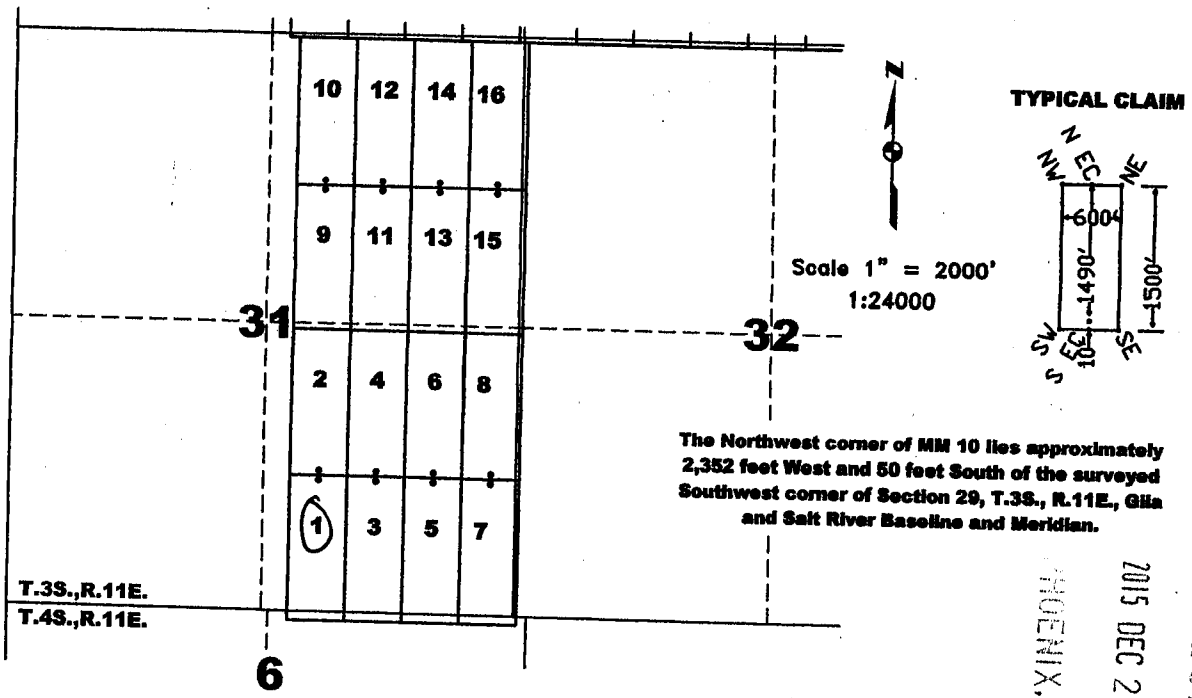 10 12 14 16
9 11 13 15
31
32
2 4 6 8
1 3 5 7
T.3S.,R.11E.
T.4S.,R.11E.
6
N
Scale 1" = 2000'
1:24000
TYPICAL CLAIM
NW
N EC
NE
600'
1490'
1500'
SW
S EC
10'
SE
The Northwest corner of MM 10 lies approximately
2,352 feet West and 50 feet South of the surveyed
Southwest corner of Section 29, T.3S., R.11E., Gila
and Salt River Baseline and Meridian.
2015 DEC 2
PHOENIX,